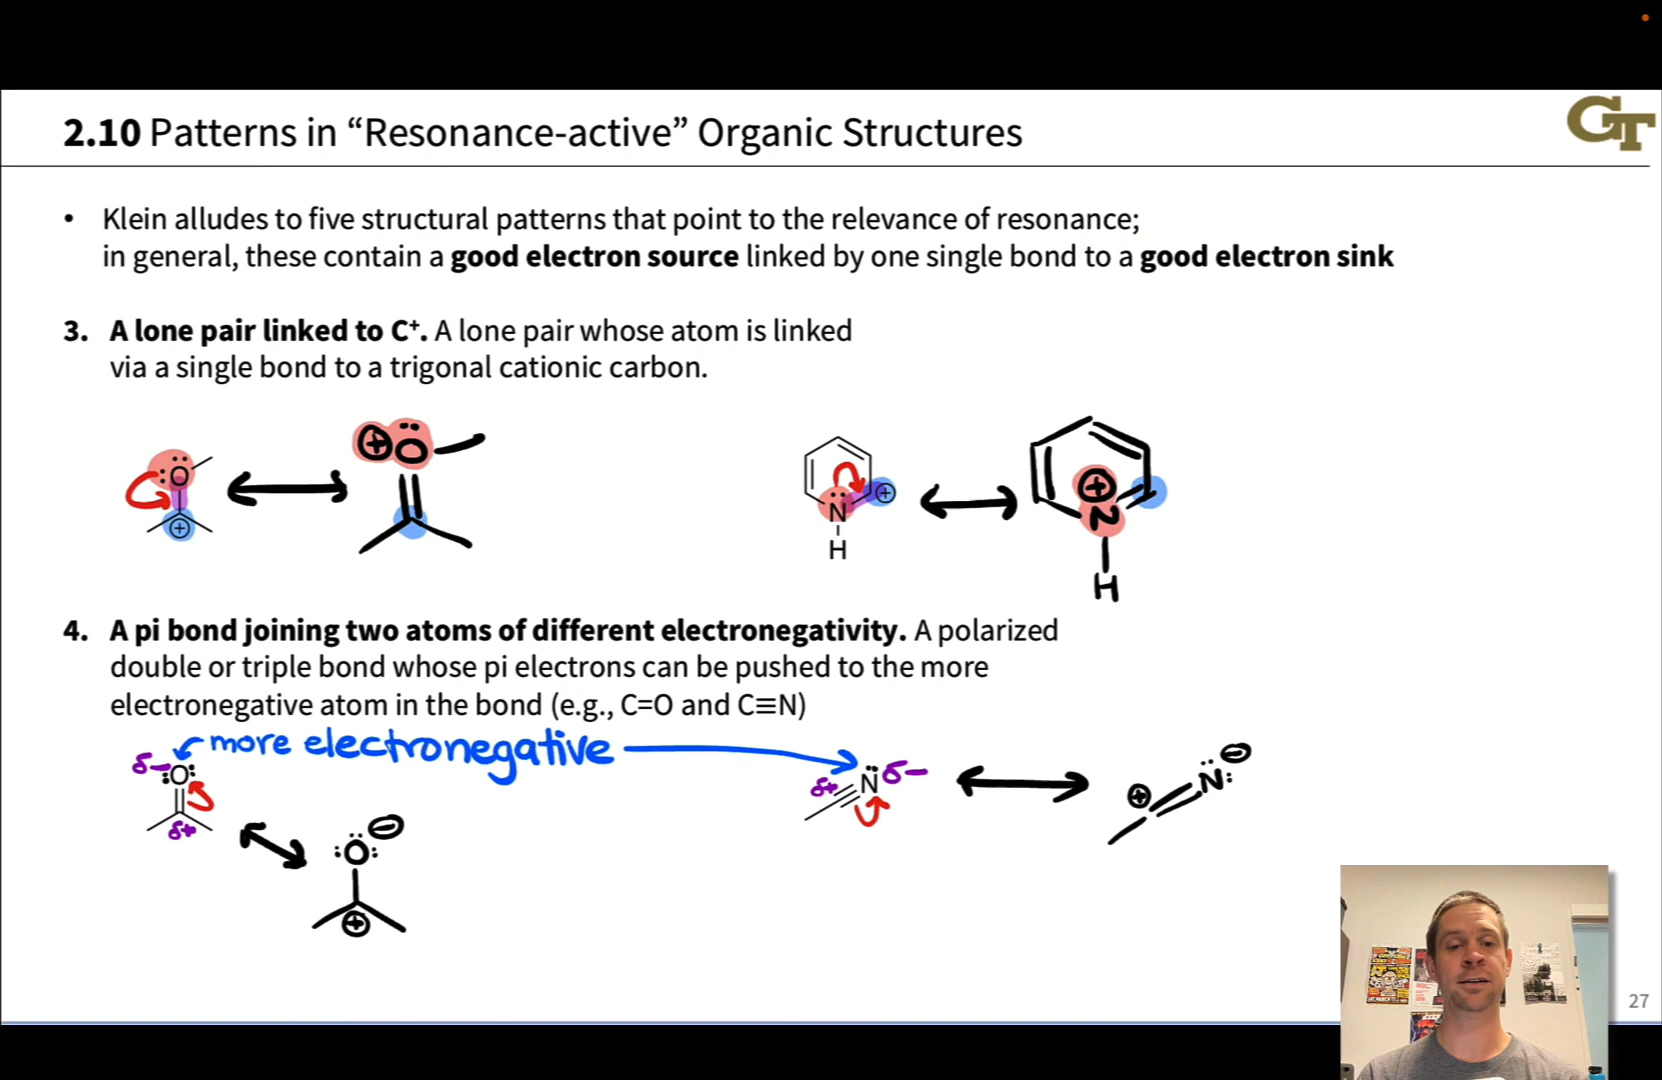 2.10 Patterns in “Resonance-active” Organic Structures
GT
• Klein alludes to five structural patterns that point to the relevance of resonance;
in general, these contain a good electron source linked by one single bond to a good electron sink
3. A lone pair linked to C⁺. A lone pair whose atom is linked
via a single bond to a trigonal cationic carbon.
:Ö
⊕
⊕Ö
N̈
H
⊕
⊕
N
H
4. A pi bond joining two atoms of different electronegativity. A polarized
double or triple bond whose pi electrons can be pushed to the more
electronegative atom in the bond (e.g., C=O and C≡N)
more electronegative
δ−
:O:
δ+
:Ö:
⊖
⊕
δ+
N̈
δ−
⊕
N̈:
⊖
27